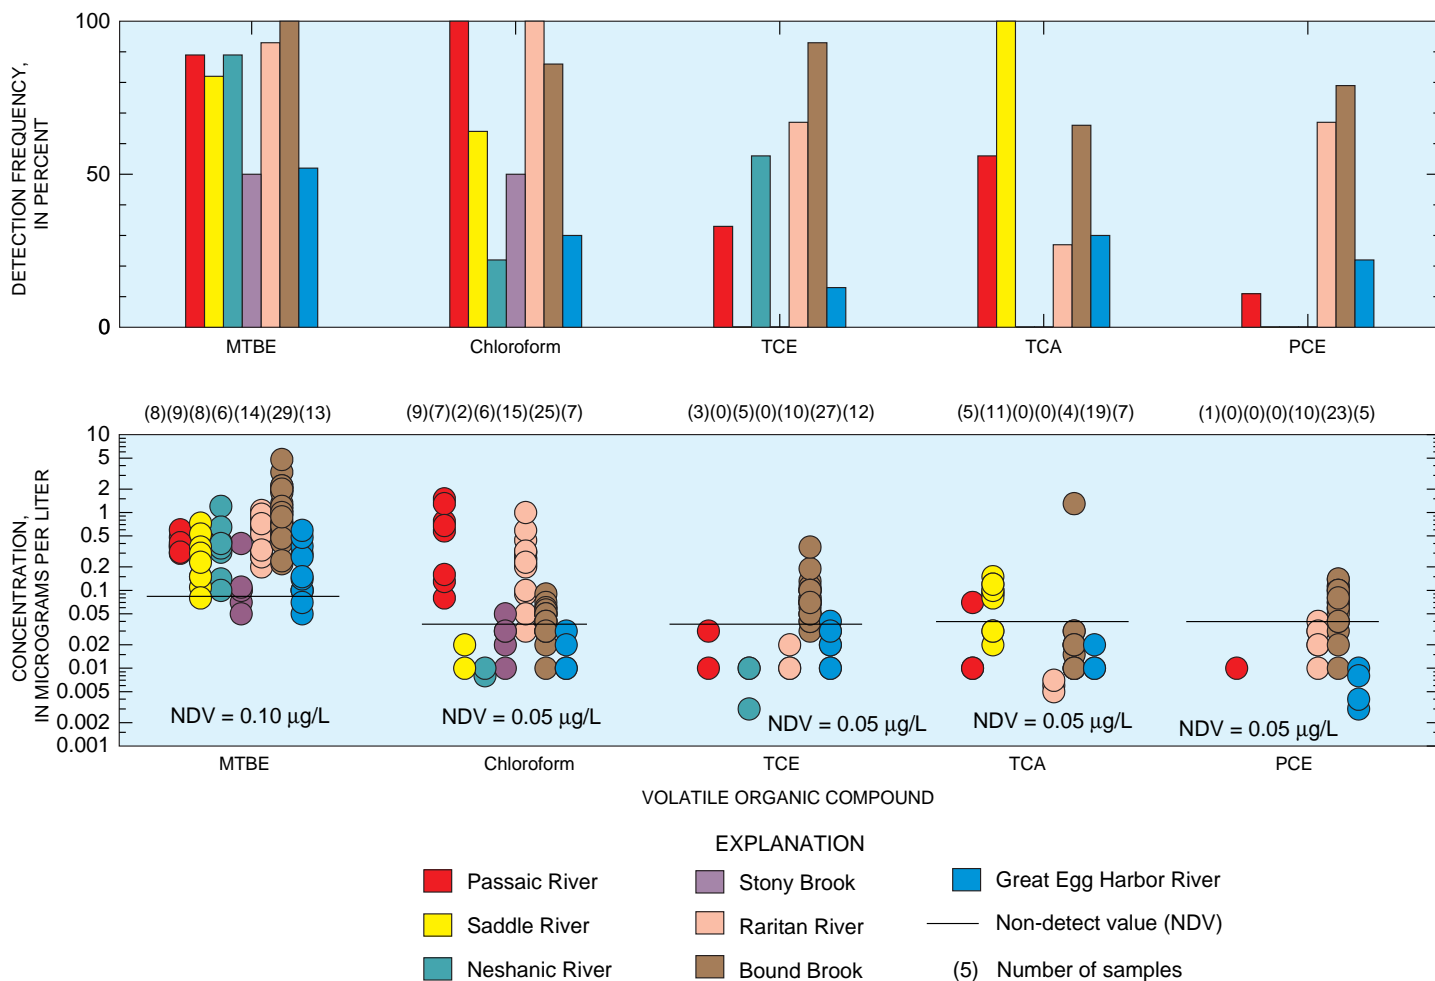 DETECTION FREQUENCY,
IN PERCENT
100
50
0
MTBE Chloroform TCE TCA PCE
(8)(9)(8)(6)(14)(29)(13) (9)(7)(2)(6)(15)(25)(7) (3)(0)(5)(0)(10)(27)(12) (5)(11)(0)(0)(4)(19)(7) (1)(0)(0)(0)(10)(23)(5)
CONCENTRATION,
IN MICROGRAMS PER LITER
10
5
2
1
0.5
0.2
0.1
0.05
0.02
0.01
0.005
0.002
0.001
NDV = 0.10 µg/L NDV = 0.05 µg/L NDV = 0.05 µg/L NDV = 0.05 µg/L NDV = 0.05 µg/L
MTBE Chloroform TCE TCA PCE
VOLATILE ORGANIC COMPOUND
EXPLANATION
Passaic River Stony Brook Great Egg Harbor River
Saddle River Raritan River Non-detect value (NDV)
Neshanic River Bound Brook (5) Number of samples